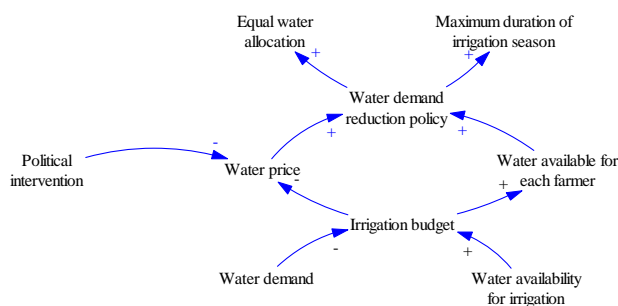 Equal water
allocation
Maximum duration of
irrigation season
+
+
Water demand
reduction policy
+
+
-
Political
intervention
Water price
-
Water available for
each farmer
+
Irrigation budget
-
+
Water demand
Water availability
for irrigation